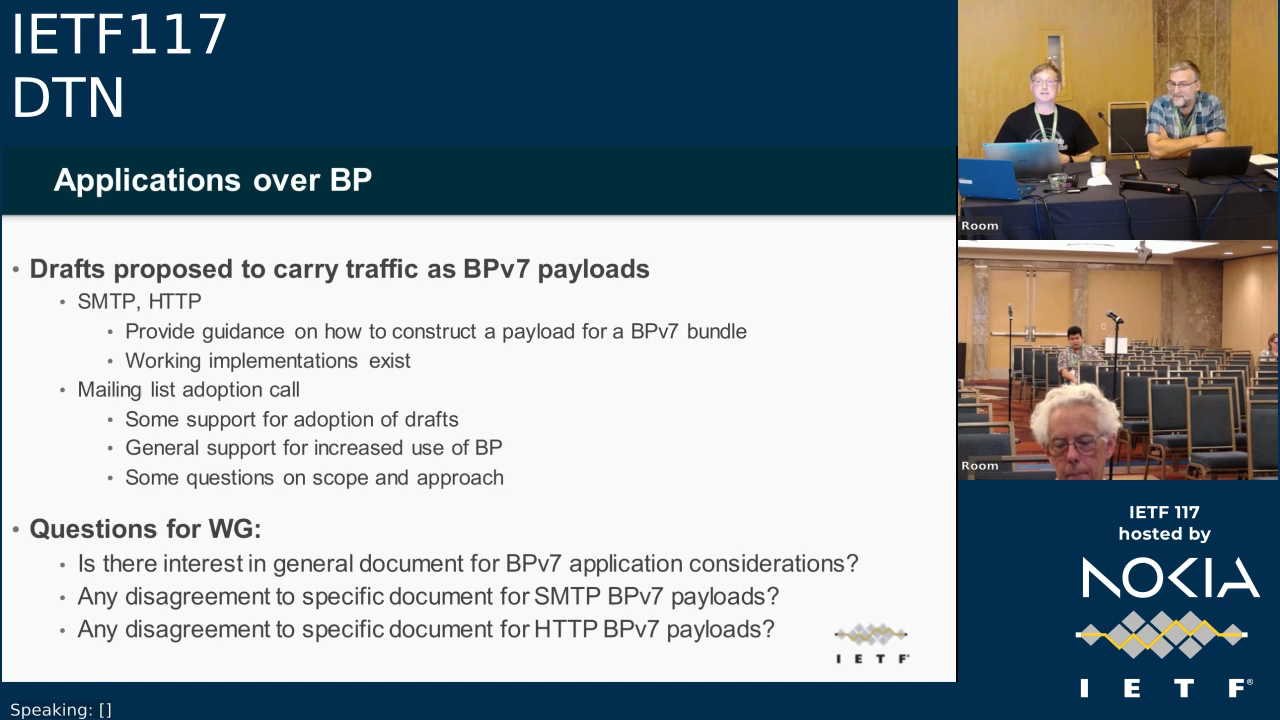 IETF117
DTN
Applications over BP
• Drafts proposed to carry traffic as BPv7 payloads
• SMTP, HTTP
• Provide guidance on how to construct a payload for a BPv7 bundle
• Working implementations exist
• Mailing list adoption call
• Some support for adoption of drafts
• General support for increased use of BP
• Some questions on scope and approach
• Questions for WG:
• Is there interest in general document for BPv7 application considerations?
• Any disagreement to specific document for SMTP BPv7 payloads?
• Any disagreement to specific document for HTTP BPv7 payloads?
I E T F®
Speaking: []
Room
Room
IETF 117
hosted by
NOKIA
I E T F®